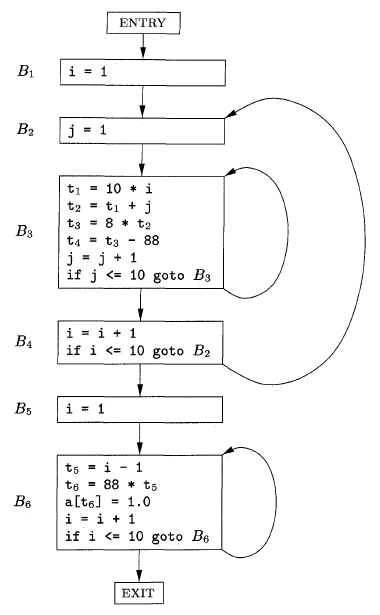 ENTRY
B₁ i = 1
B₂ j = 1
t₁ = 10 * i
t₂ = t₁ + j
t₃ = 8 * t₂
B₃ t₄ = t₃ - 88
j = j + 1
if j <= 10 goto B₃
B₄ i = i + 1
if i <= 10 goto B₂
B₅ i = 1
t₅ = i - 1
t₆ = 88 * t₅
B₆ a[t₆] = 1.0
i = i + 1
if i <= 10 goto B₆
EXIT